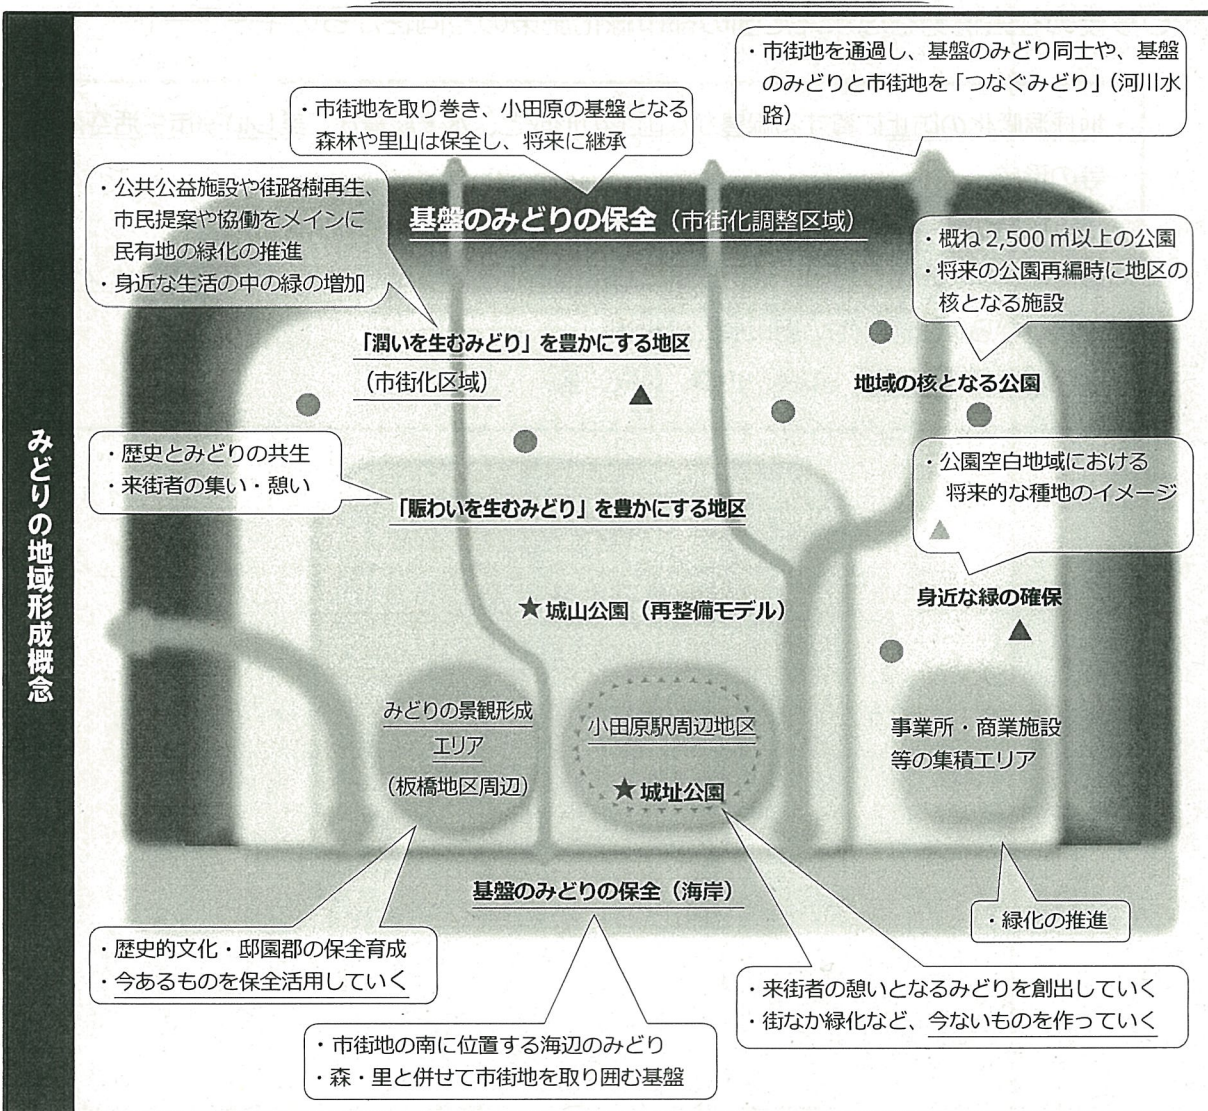 みどりの地域形成概念
・市街地を通過し、基盤のみどり同士や、基盤
のみどりと市街地を「つなぐみどり」（河川水
路）
・市街地を取り巻き、小田原の基盤となる
森林や里山は保全し、将来に継承
・公共公益施設や街路樹再生、
市民提案や協働をメインに
民有地の緑化の推進
・身近な生活の中の緑の増加
基盤のみどりの保全（市街化調整区域）
・概ね 2,500 ㎡以上の公園
・将来の公園再編時に地区の
核となる施設
「潤いを生むみどり」を豊かにする地区
（市街化区域）
地域の核となる公園
・歴史とみどりの共生
・来街者の集い・憩い
「賑わいを生むみどり」を豊かにする地区
・公園空白地域における
将来的な種地のイメージ
身近な緑の確保
★城山公園（再整備モデル）
みどりの景観形成
エリア
（板橋地区周辺）
小田原駅周辺地区
★城址公園
事業所・商業施設
等の集積エリア
基盤のみどりの保全（海岸）
・緑化の推進
・歴史的文化・邸園郡の保全育成
・今あるものを保全活用していく
・来街者の憩いとなるみどりを創出していく
・街なか緑化など、今ないものを作っていく
・市街地の南に位置する海辺のみどり
・森・里と併せて市街地を取り囲む基盤